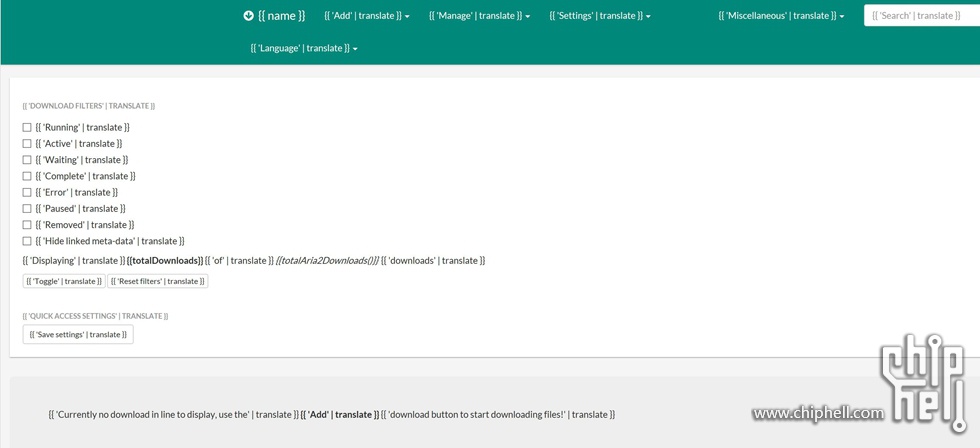 {{ name }} {{ 'Add' | translate }} {{ 'Manage' | translate }} {{ 'Settings' | translate }} {{ 'Miscellaneous' | translate }} {{ 'Search' | translate }}
{{ 'Language' | translate }}
{{ 'DOWNLOAD FILTERS' | TRANSLATE }}
{{ 'Running' | translate }}
{{ 'Active' | translate }}
{{ 'Waiting' | translate }}
{{ 'Complete' | translate }}
{{ 'Error' | translate }}
{{ 'Paused' | translate }}
{{ 'Removed' | translate }}
{{ 'Hide linked meta-data' | translate }}
{{ 'Displaying' | translate }} {{totalDownloads}} {{ 'of' | translate }} {{totalAria2Downloads()}} {{ 'downloads' | translate }}
{{ 'Toggle' | translate }} {{ 'Reset filters' | translate }}
{{ 'QUICK ACCESS SETTINGS' | TRANSLATE }}
{{ 'Save settings' | translate }}
{{ 'Currently no download in line to display, use the' | translate }} {{ 'Add' | translate }} {{ 'download button to start downloading files!' | translate }}
chip hell
www.chiphell.com